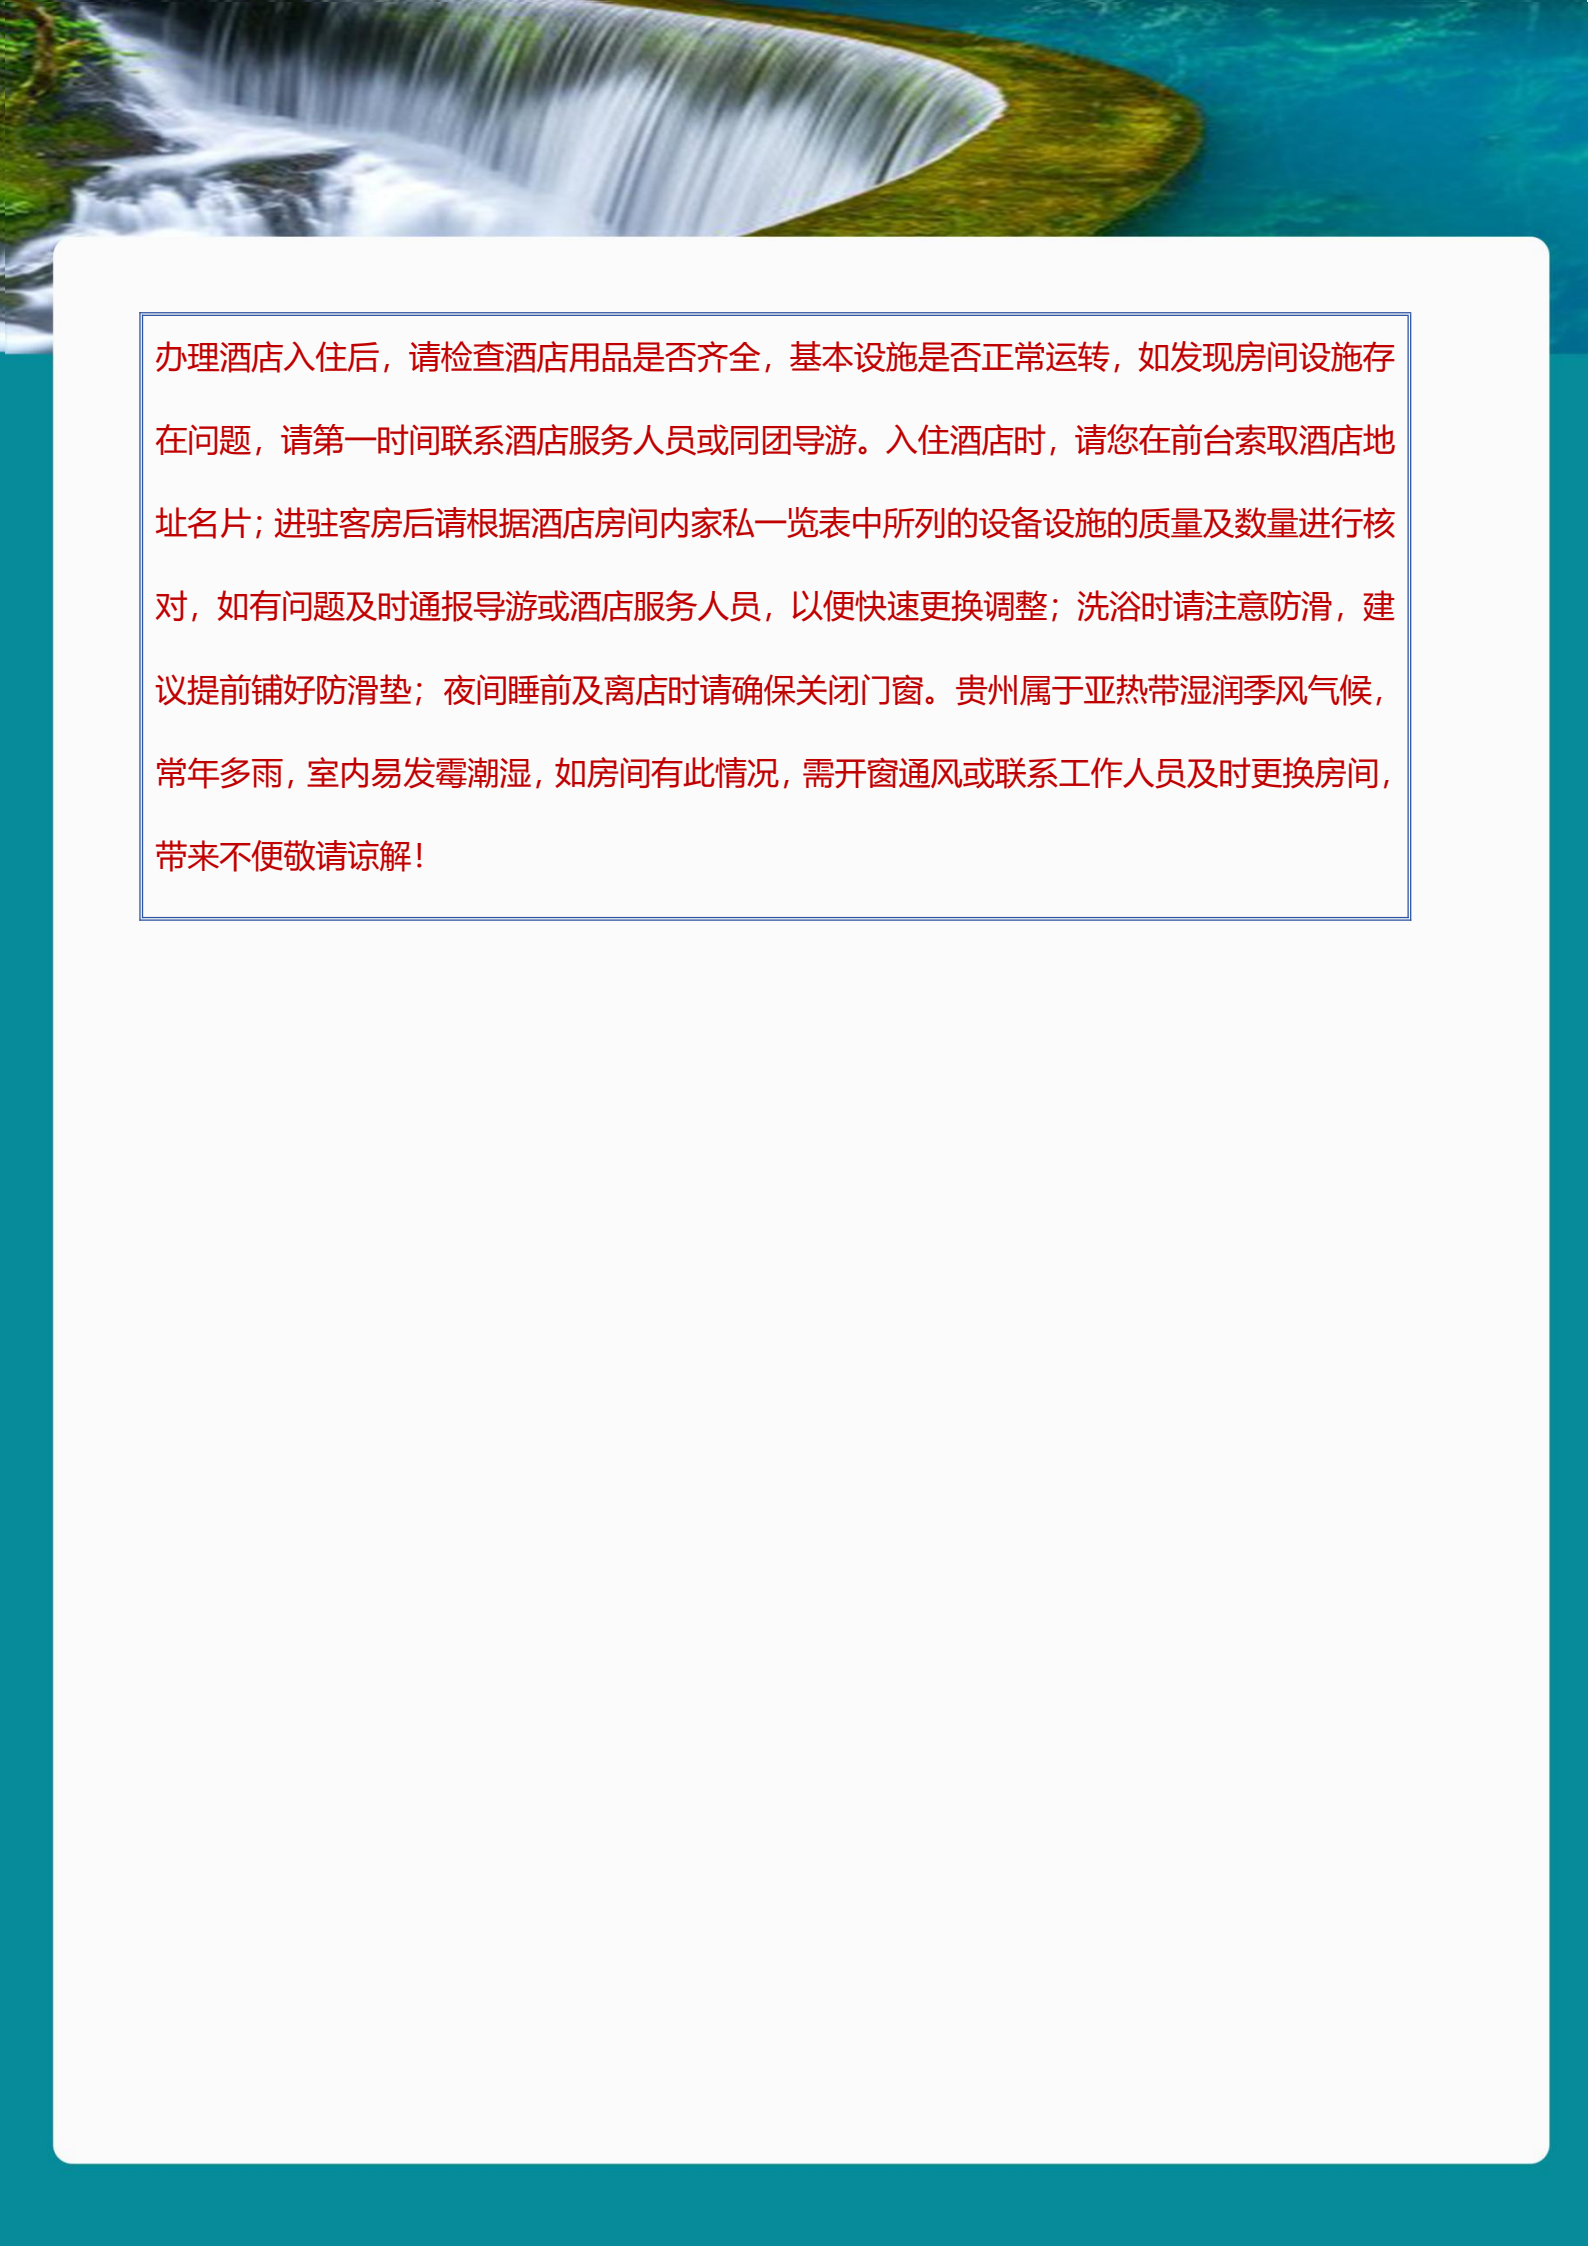 办理酒店入住后，请检查酒店用品是否齐全，基本设施是否正常运转，如发现房间设施存
在问题，请第一时间联系酒店服务人员或同团导游。入住酒店时，请您在前台索取酒店地
址名片；进驻客房后请根据酒店房间内家私一览表中所列的设备设施的质量及数量进行核
对，如有问题及时通报导游或酒店服务人员，以便快速更换调整；洗浴时请注意防滑，建
议提前铺好防滑垫；夜间睡前及离店时请确保关闭门窗。贵州属于亚热带湿润季风气候，
常年多雨，室内易发霉潮湿，如房间有此情况，需开窗通风或联系工作人员及时更换房间，
带来不便敬请谅解！